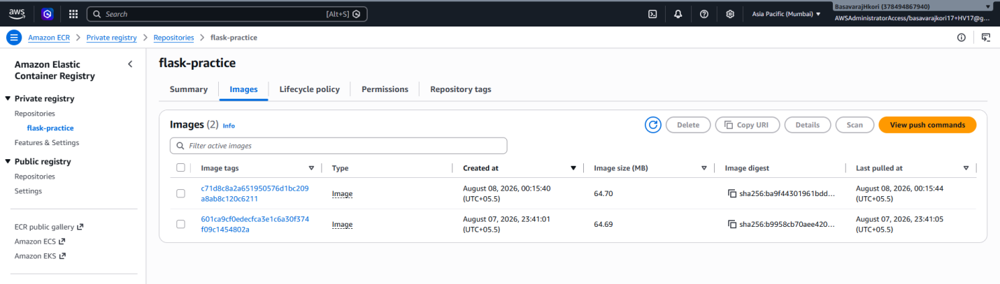 aws
Search
[Alt+S]
Asia Pacific (Mumbai)
BasavarajHkori (378494867940)
AWSAdministratorAccess/basavarajkori17+HV17@g...
Amazon ECR > Private registry > Repositories > flask-practice
Amazon Elastic
Container Registry
Private registry
Repositories
flask-practice
Features & Settings
Public registry
Repositories
Settings
ECR public gallery
Amazon ECS
Amazon EKS
flask-practice
Summary
Images
Lifecycle policy
Permissions
Repository tags
Images (2) Info
Delete
Copy URI
Details
Scan
View push commands
Filter active images
Image tags
Type
Created at
Image size (MB)
Image digest
Last pulled at
c71d8c8a2a651950576d1bc209
a8ab8c120c6211
Image
August 08, 2026, 00:15:40
(UTC+05.5)
64.70
sha256:ba9f44301961bdd...
August 08, 2026, 00:15:44
(UTC+05.5)
601ca9cf0edecfca3e1c6a30f374
f09c1454802a
Image
August 07, 2026, 23:41:01
(UTC+05.5)
64.69
sha256:b9958cb70aee420...
August 07, 2026, 23:41:05
(UTC+05.5)